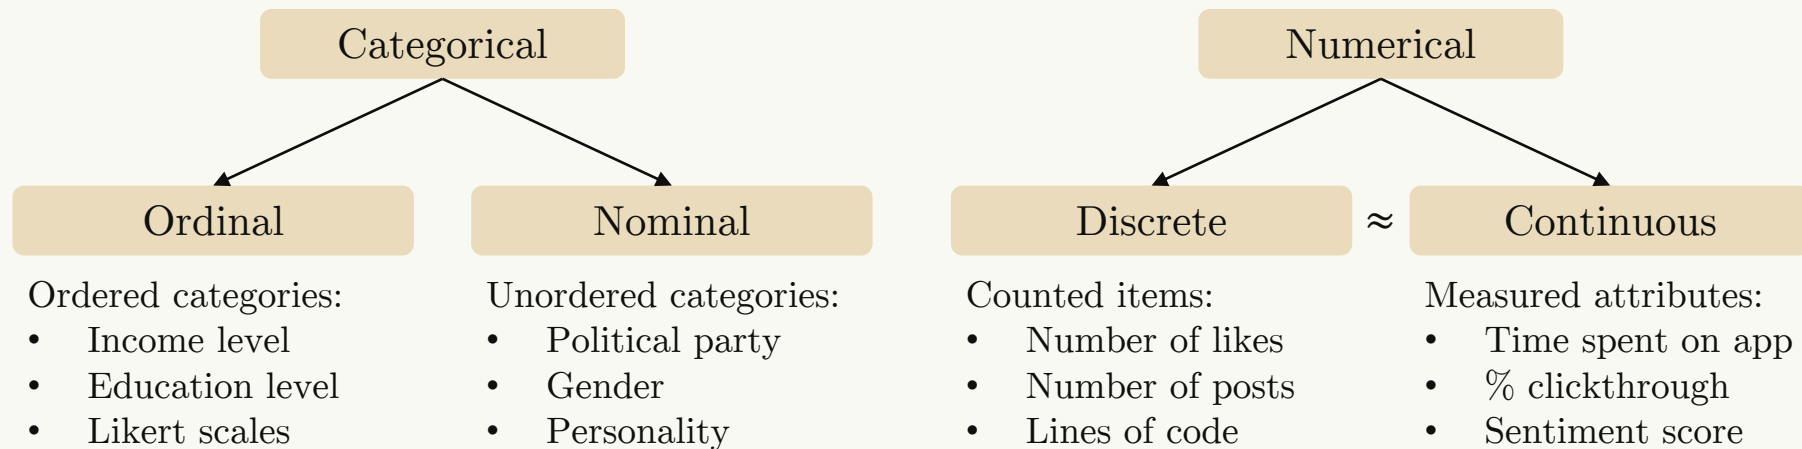 Categorical
Numerical
Ordinal
Nominal
Discrete
≈
Continuous
Ordered categories:
• Income level
• Education level
• Likert scales
Unordered categories:
• Political party
• Gender
• Personality
Counted items:
• Number of likes
• Number of posts
• Lines of code
Measured attributes:
• Time spent on app
• % clickthrough
• Sentiment score